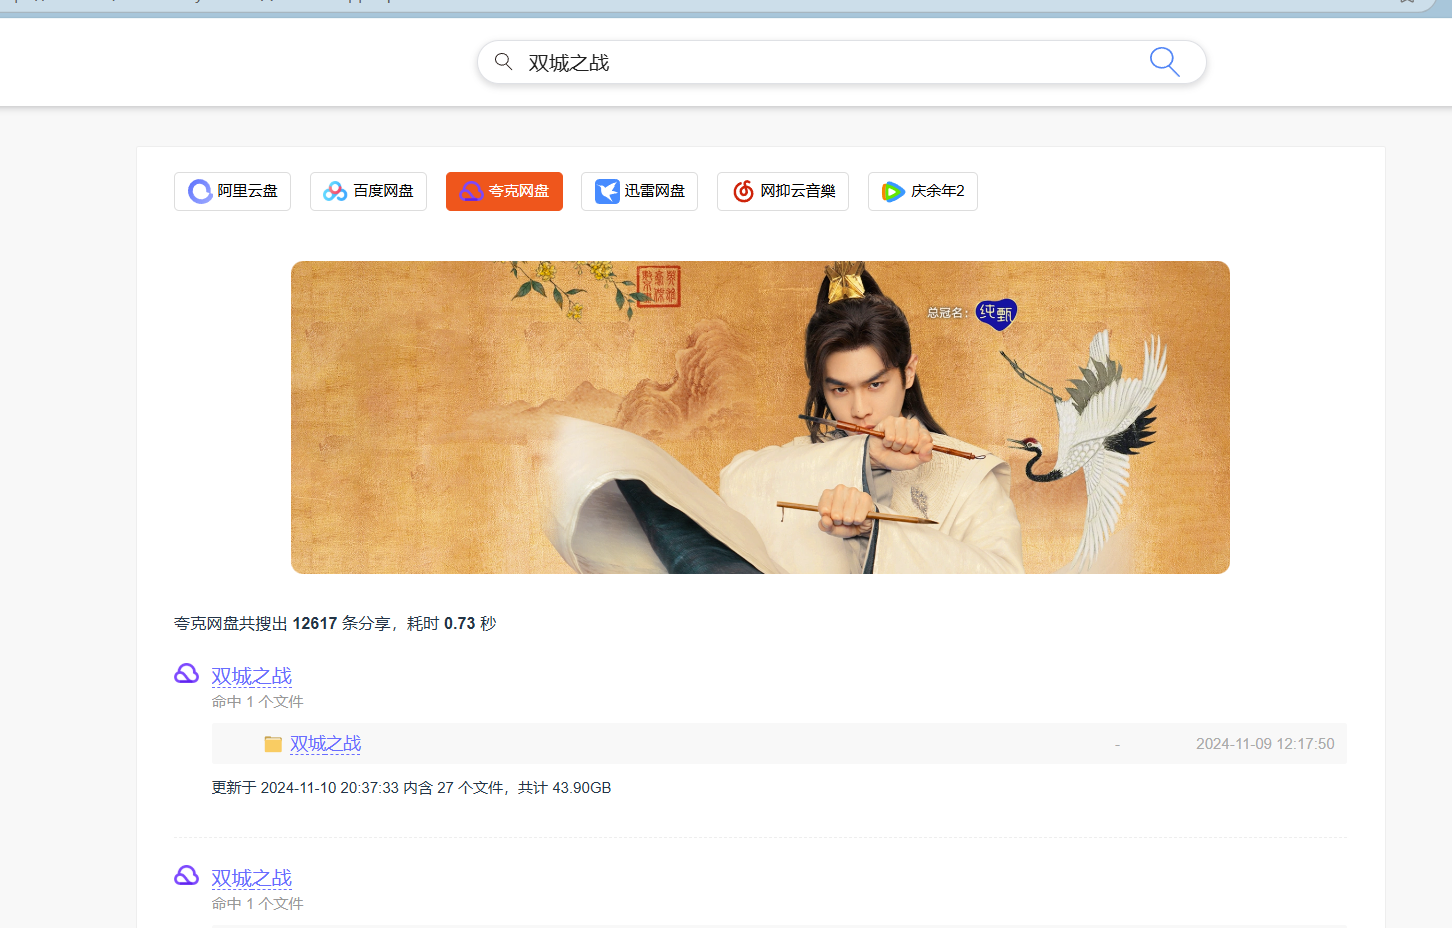 双城之战
阿里云盘
百度网盘
夸克网盘
迅雷网盘
网抑云音樂
庆余年2
总冠名：纯甄
夸克网盘共搜出 12617 条分享，耗时 0.73 秒
双城之战
命中 1 个文件
双城之战 - 2024-11-09 12:17:50
更新于 2024-11-10 20:37:33 内含 27 个文件，共计 43.90GB
双城之战
命中 1 个文件